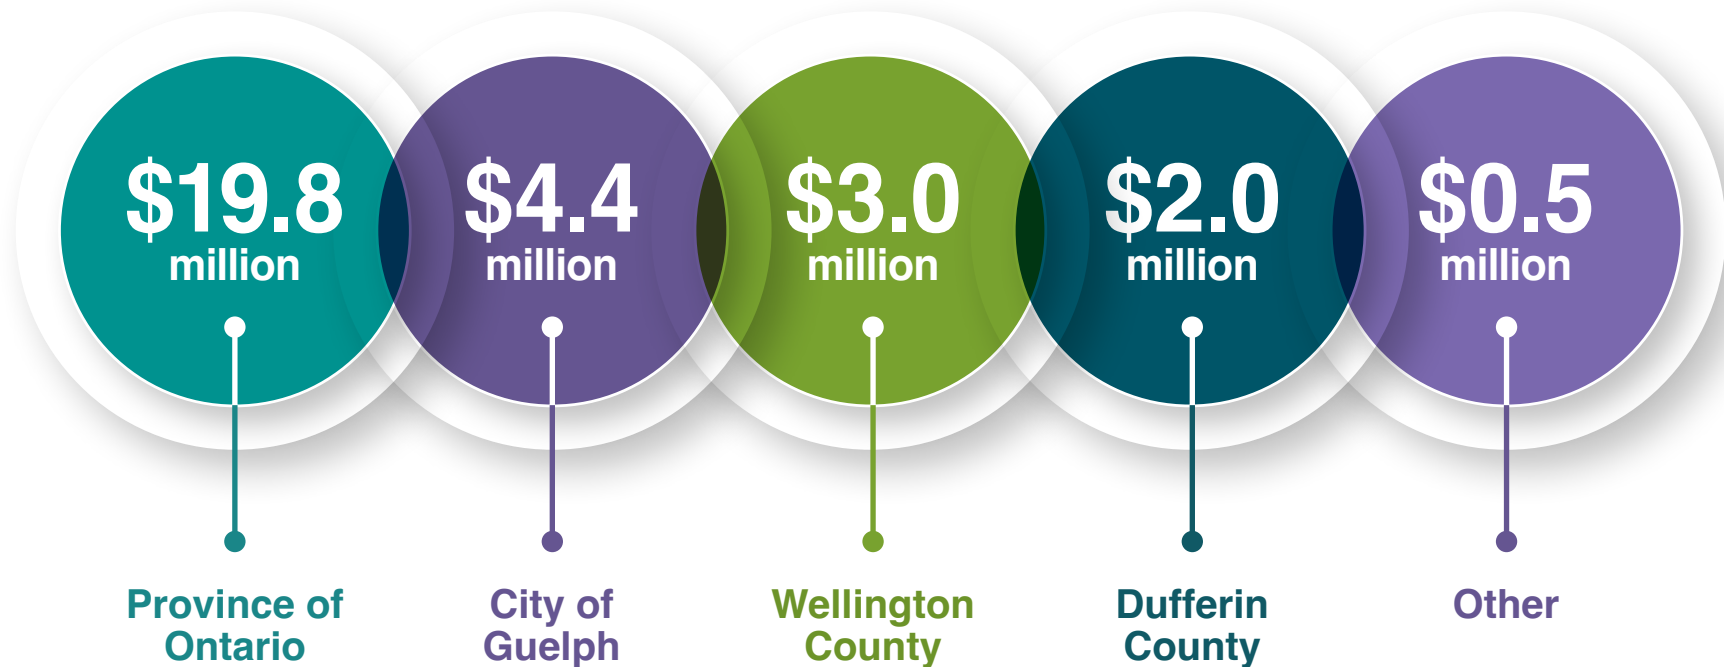 $19.8
million
$4.4
million
$3.0
million
$2.0
million
$0.5
million
Province of
Ontario
City of
Guelph
Wellington
County
Dufferin
County
Other